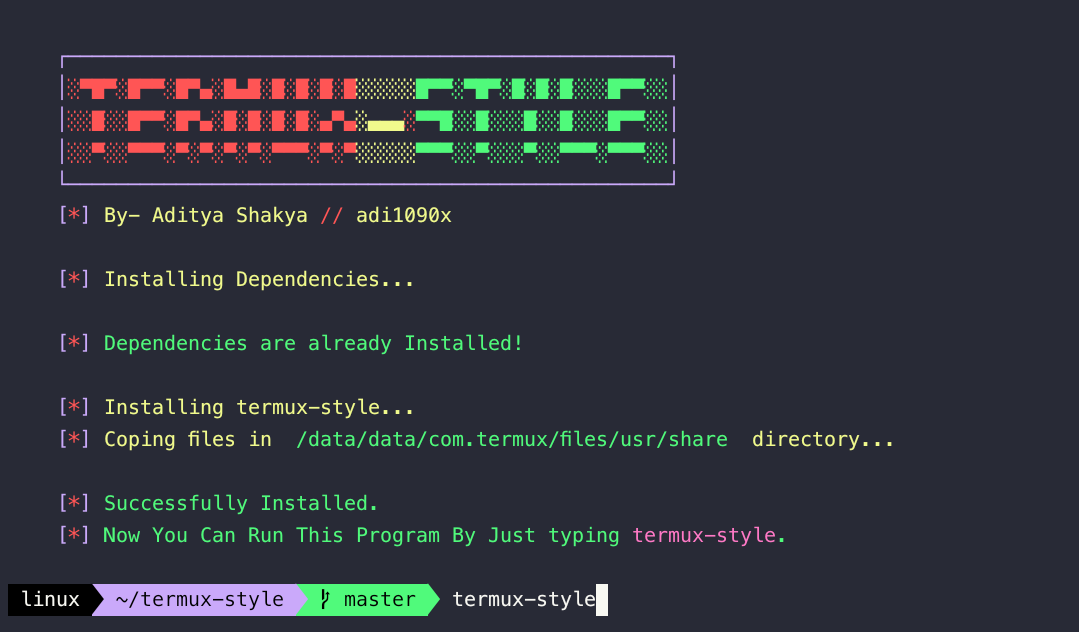 TERMUX-STYLE
[*] By- Aditya Shakya // adi1090x
[*] Installing Dependencies...
[*] Dependencies are already Installed!
[*] Installing termux-style...
[*] Coping files in /data/data/com.termux/files/usr/share directory...
[*] Successfully Installed.
[*] Now You Can Run This Program By Just typing termux-style.
linux ~/termux-style master termux-style